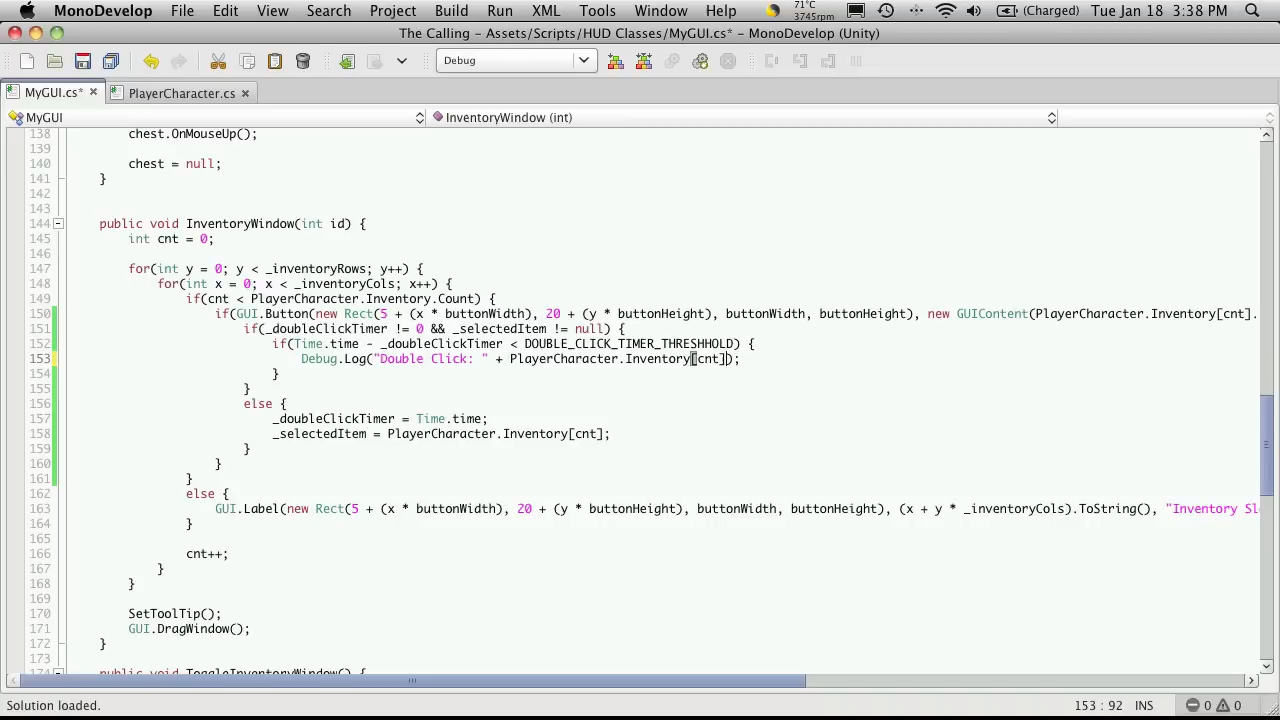 MonoDevelop File Edit View Search Project Build Run XML Tools Window Help 71°C 3745rpm (Charged) Tue Jan 18 3:38 PM
The Calling - Assets/Scripts/HUD Classes/MyGUI.cs* - MonoDevelop (Unity)
Debug
MyGUI.cs* PlayerCharacter.cs
MyGUI InventoryWindow (int)
138 chest.OnMouseUp();
139
140 chest = null;
141 }
142
143
144 public void InventoryWindow(int id) {
145 int cnt = 0;
146
147 for(int y = 0; y < _inventoryRows; y++) {
148 for(int x = 0; x < _inventoryCols; x++) {
149 if(cnt < PlayerCharacter.Inventory.Count) {
150 if(GUI.Button(new Rect(5 + (x * buttonWidth), 20 + (y * buttonHeight), buttonWidth, buttonHeight), new GUIContent(PlayerCharacter.Inventory[cnt].
151 if(_doubleClickTimer != 0 && _selectedItem != null) {
152 if(Time.time - _doubleClickTimer < DOUBLE_CLICK_TIMER_THRESHHOLD) {
153 Debug.Log("Double Click: " + PlayerCharacter.Inventory[cnt]);
154 }
155 }
156 else {
157 _doubleClickTimer = Time.time;
158 _selectedItem = PlayerCharacter.Inventory[cnt];
159 }
160 }
161 }
162 else {
163 GUI.Label(new Rect(5 + (x * buttonWidth), 20 + (y * buttonHeight), buttonWidth, buttonHeight), (x + y * _inventoryCols).ToString(), "Inventory Sl
164 }
165
166 cnt++;
167 }
168 }
169
170 SetToolTip();
171 GUI.DragWindow();
172 }
173
174 public void ToggleInventoryWindow() {
Solution loaded. 153 : 92 INS 0 0